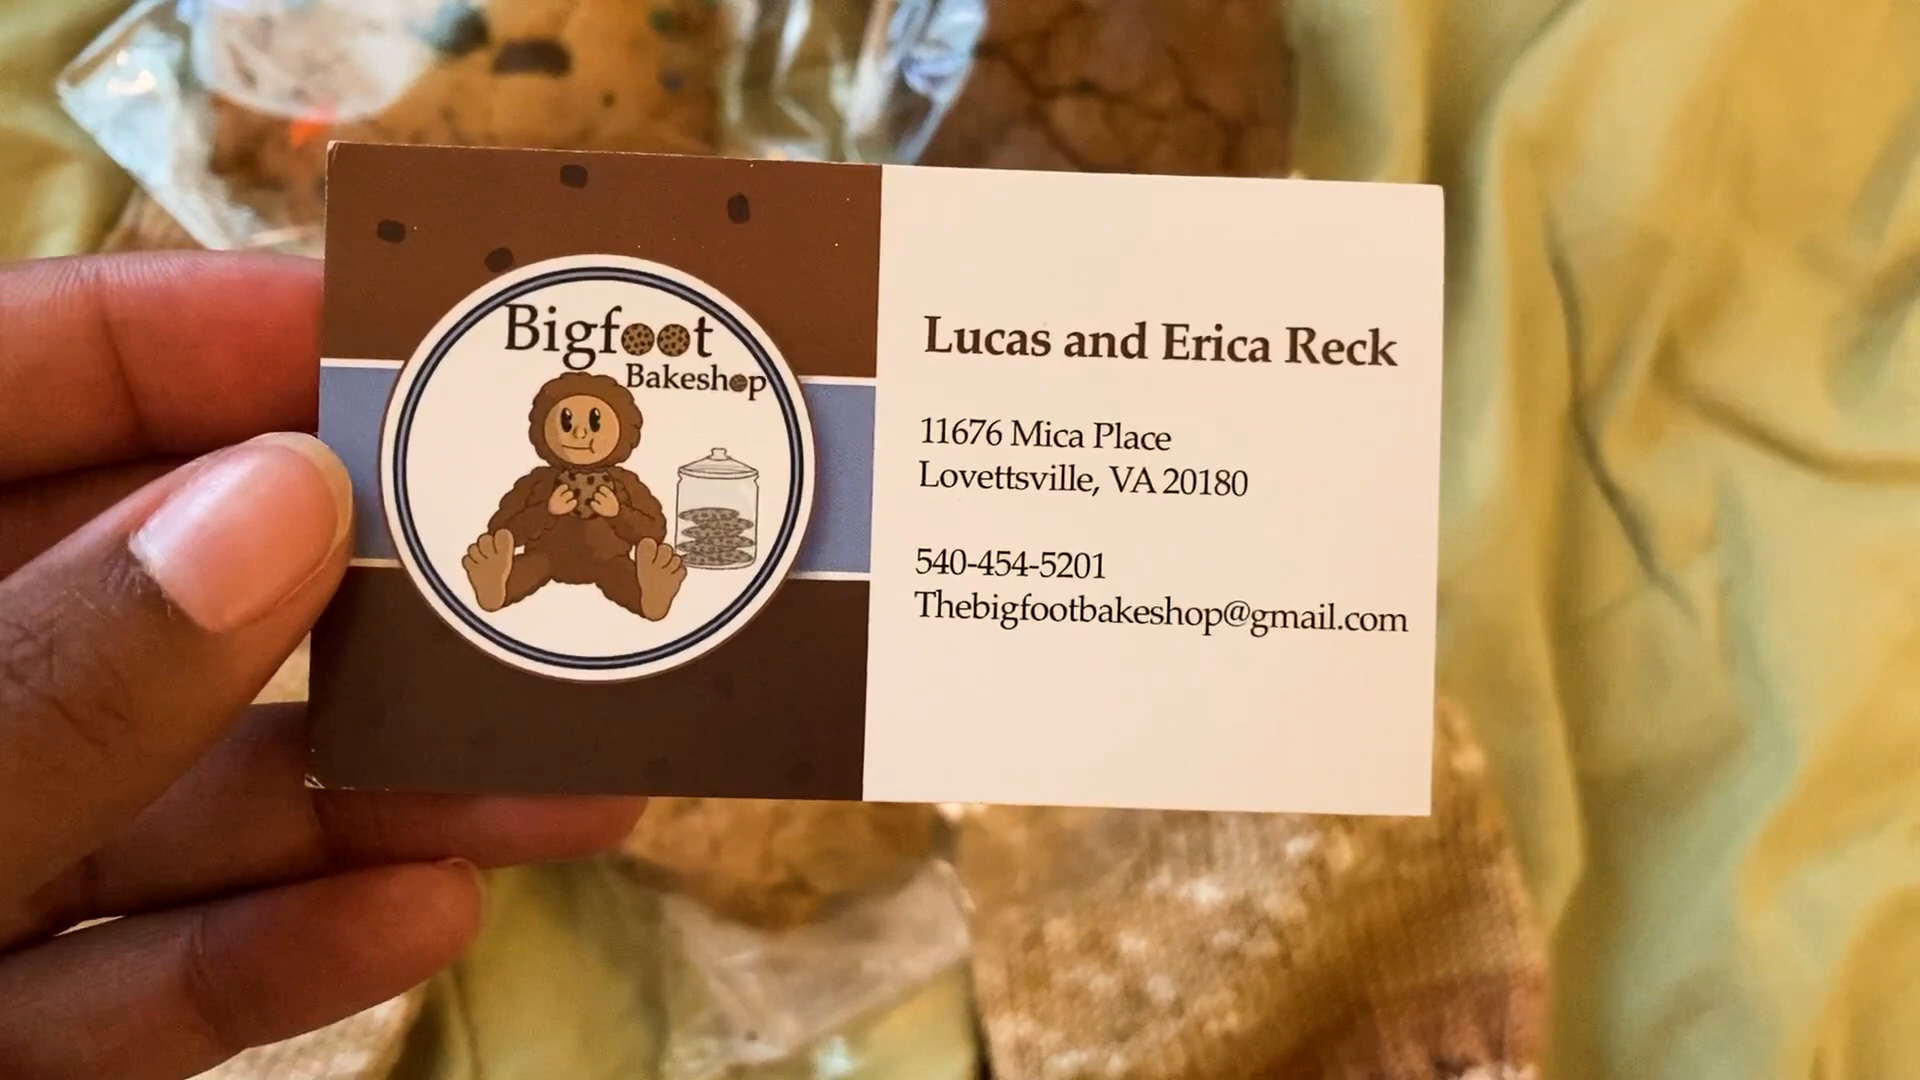 Bigfoot
Bakeshop
Lucas and Erica Reck
11676 Mica Place
Lovettsville, VA 20180
540-454-5201
Thebigfootbakeshop@gmail.com